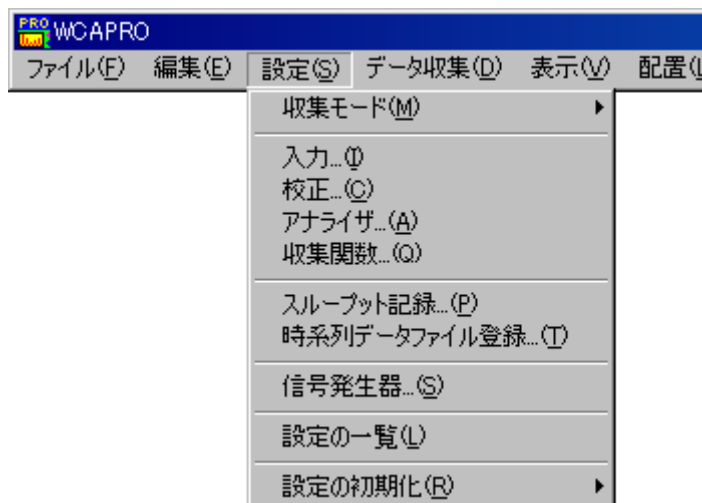 PRO WCAPRO
ファイル(F) 編集(E) 設定(S) データ収集(D) 表示(V) 配置(L
収集モード(M)
入力...(I)
校正...(C)
アナライザ...(A)
収集関数...(Q)
スループット記録...(P)
時系列データファイル登録...(T)
信号発生器...(S)
設定の一覧(L)
設定の初期化(R)